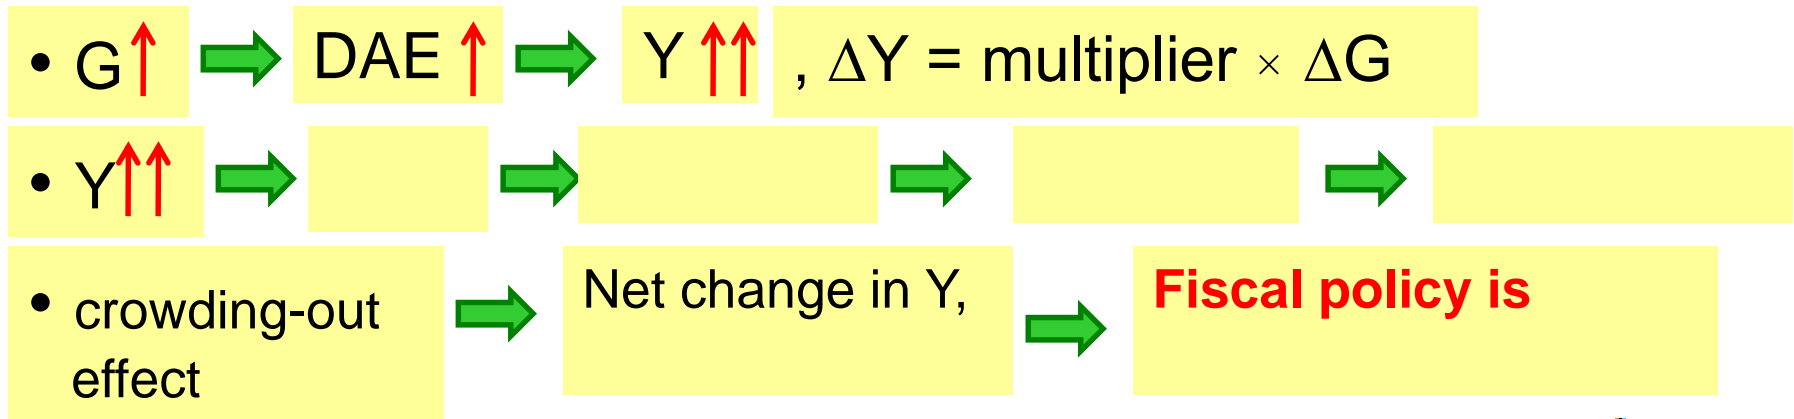 • G↑ DAE ↑ Y ↑↑ , ΔY = multiplier × ΔG
• Y↑↑
• crowding-out
effect
Net change in Y,
Fiscal policy is